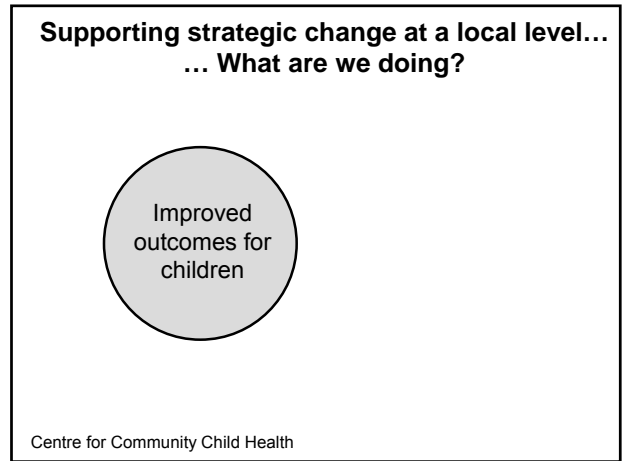 Supporting strategic change at a local level…
… What are we doing?
Improved
outcomes for
children
Centre for Community Child Health